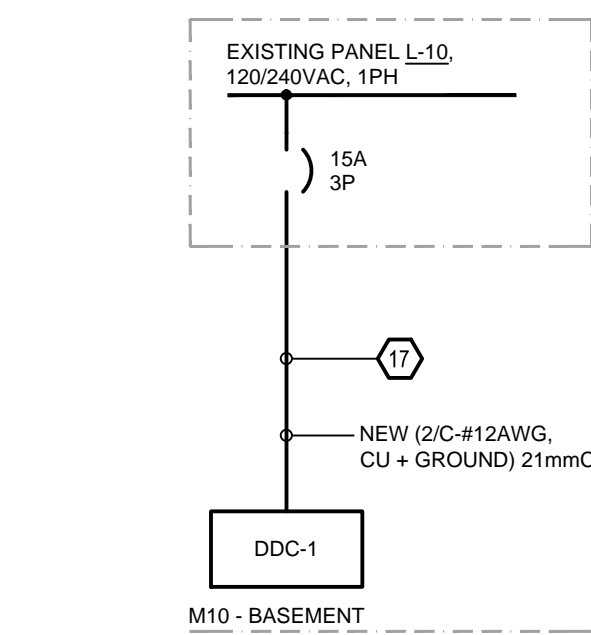 EXISTING PANEL L-10,
120/240VAC, 1PH
15A
3P
17
NEW (2/C-#12AWG,
CU + GROUND) 21mmC
DDC-1
M10 - BASEMENT